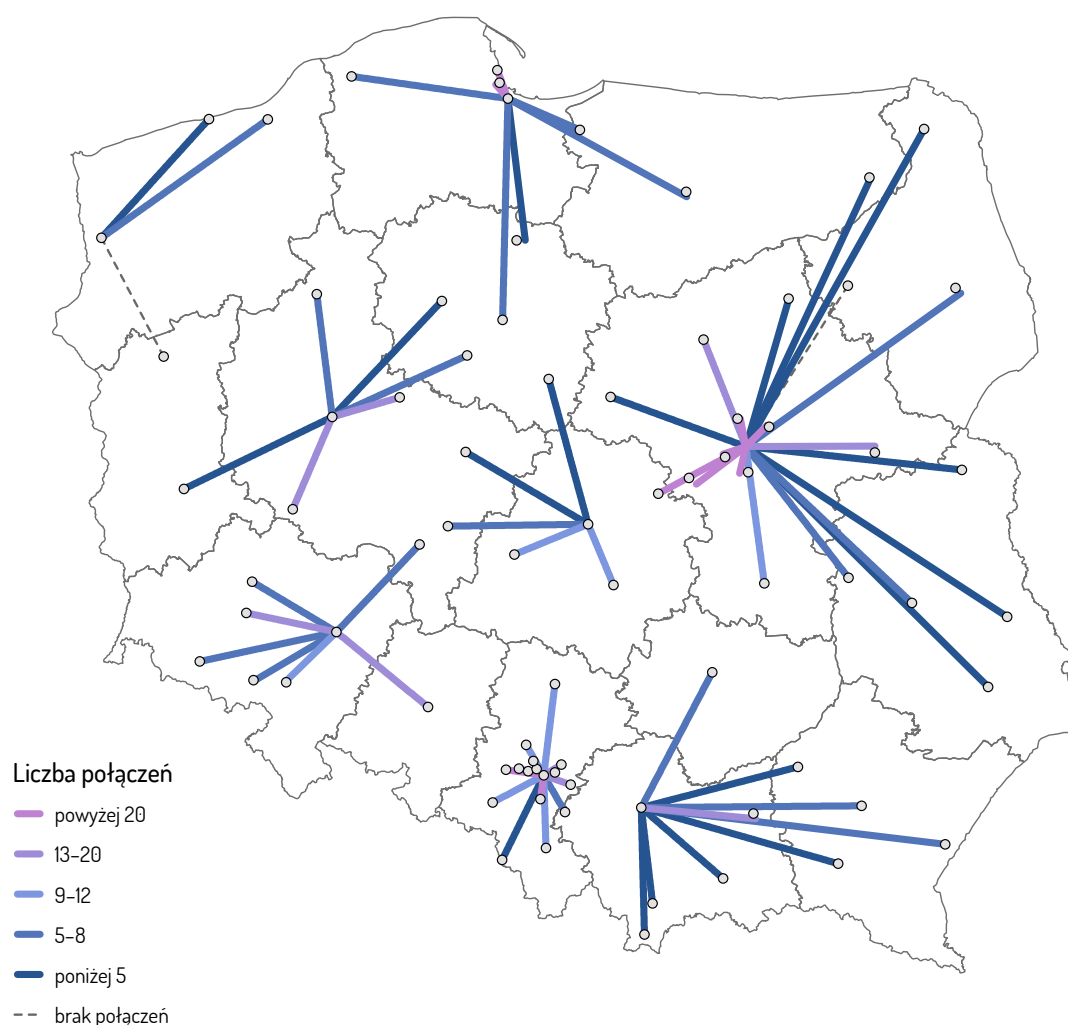 Liczba połączeń
powyżej 20
13–20
9–12
5–8
poniżej 5
brak połączeń